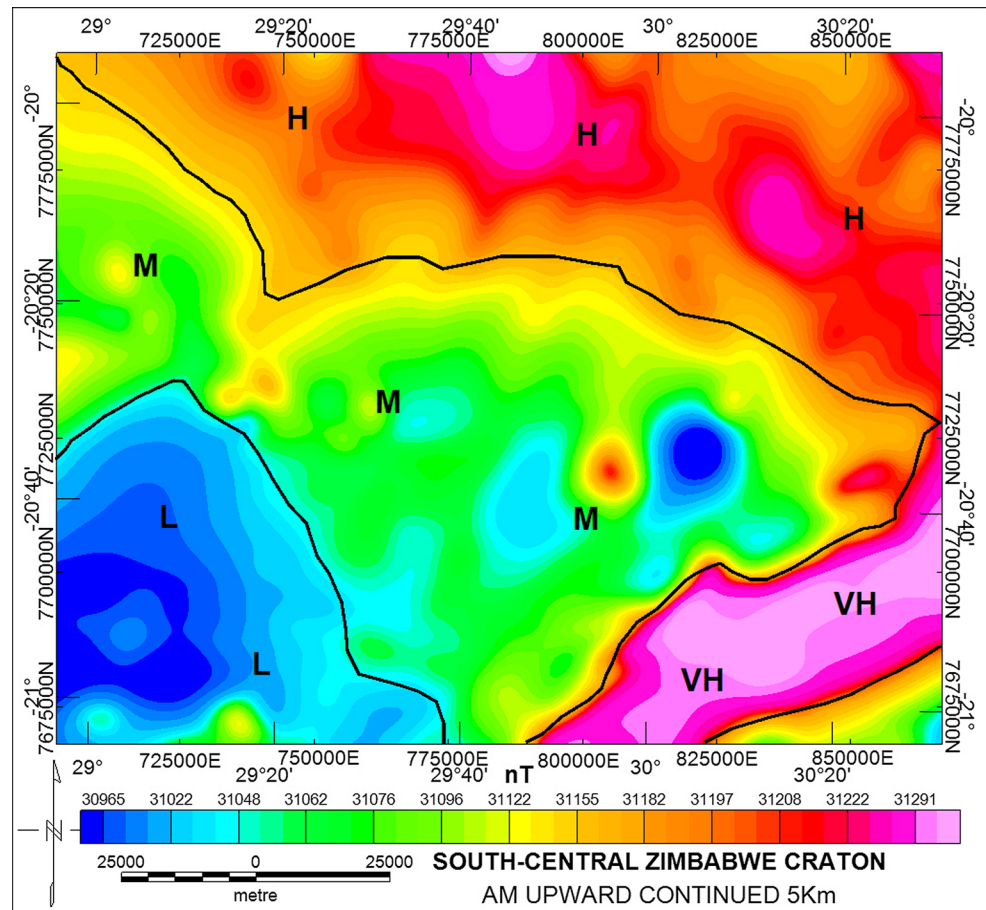 29° 29°20' 29°40' 30° 30°20'
725000E 750000E 775000E 800000E 825000E 850000E
-20° 7775000N -20°20' 7750000N 7725000N -20°40' 7700000N -21° 7675000N
H
H
H
M
M
M
L
L
VH
VH
-20° 7775000N 7750000N -20°20' 7725000N -20°40' 7700000N 7675000N -21°
725000E 750000E 775000E 800000E 825000E 850000E
29° 29°20' 29°40' nT 30° 30°20'
30965 31022 31048 31062 31076 31096 31122 31155 31182 31197 31208 31222 31291
N
25000 0 25000
metre
SOUTH-CENTRAL ZIMBABWE CRATON
AM UPWARD CONTINUED 5Km